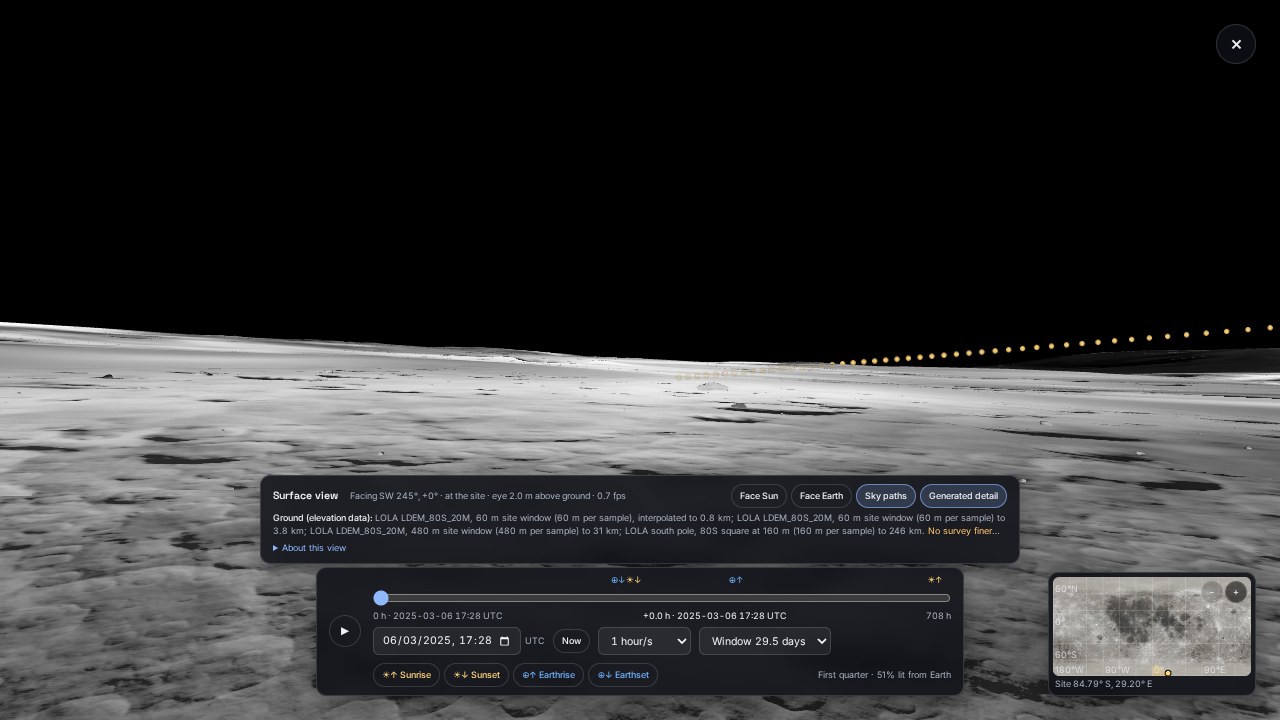 ×
Surface view Facing SW 245°, +0° · at the site · eye 2.0 m above ground · 0.7 fps Face Sun Face Earth Sky paths Generated detail
Ground (elevation data): LOLA LDEM_80S_20M, 60 m site window (60 m per sample), interpolated to 0.8 km; LOLA LDEM_80S_20M, 60 m site window (60 m per sample) to
3.8 km; LOLA LDEM_80S_20M, 480 m site window (480 m per sample) to 31 km; LOLA south pole, 80S square at 160 m (160 m per sample) to 246 km. No survey finer...
▶ About this view
⊕↓☀↓ ⊕↑ ☀↑
0 h · 2025-03-06 17:28 UTC +0.0 h · 2025-03-06 17:28 UTC 708 h
▶ 06/03/2025, 17:28 UTC Now 1 hour/s Window 29.5 days
☀↑ Sunrise ☀↓ Sunset ⊕↑ Earthrise ⊕↓ Earthset First quarter · 51% lit from Earth
60°N − +
0°
60°S
180°W 90°W 0° 90°E
Site 84.79° S, 29.20° E